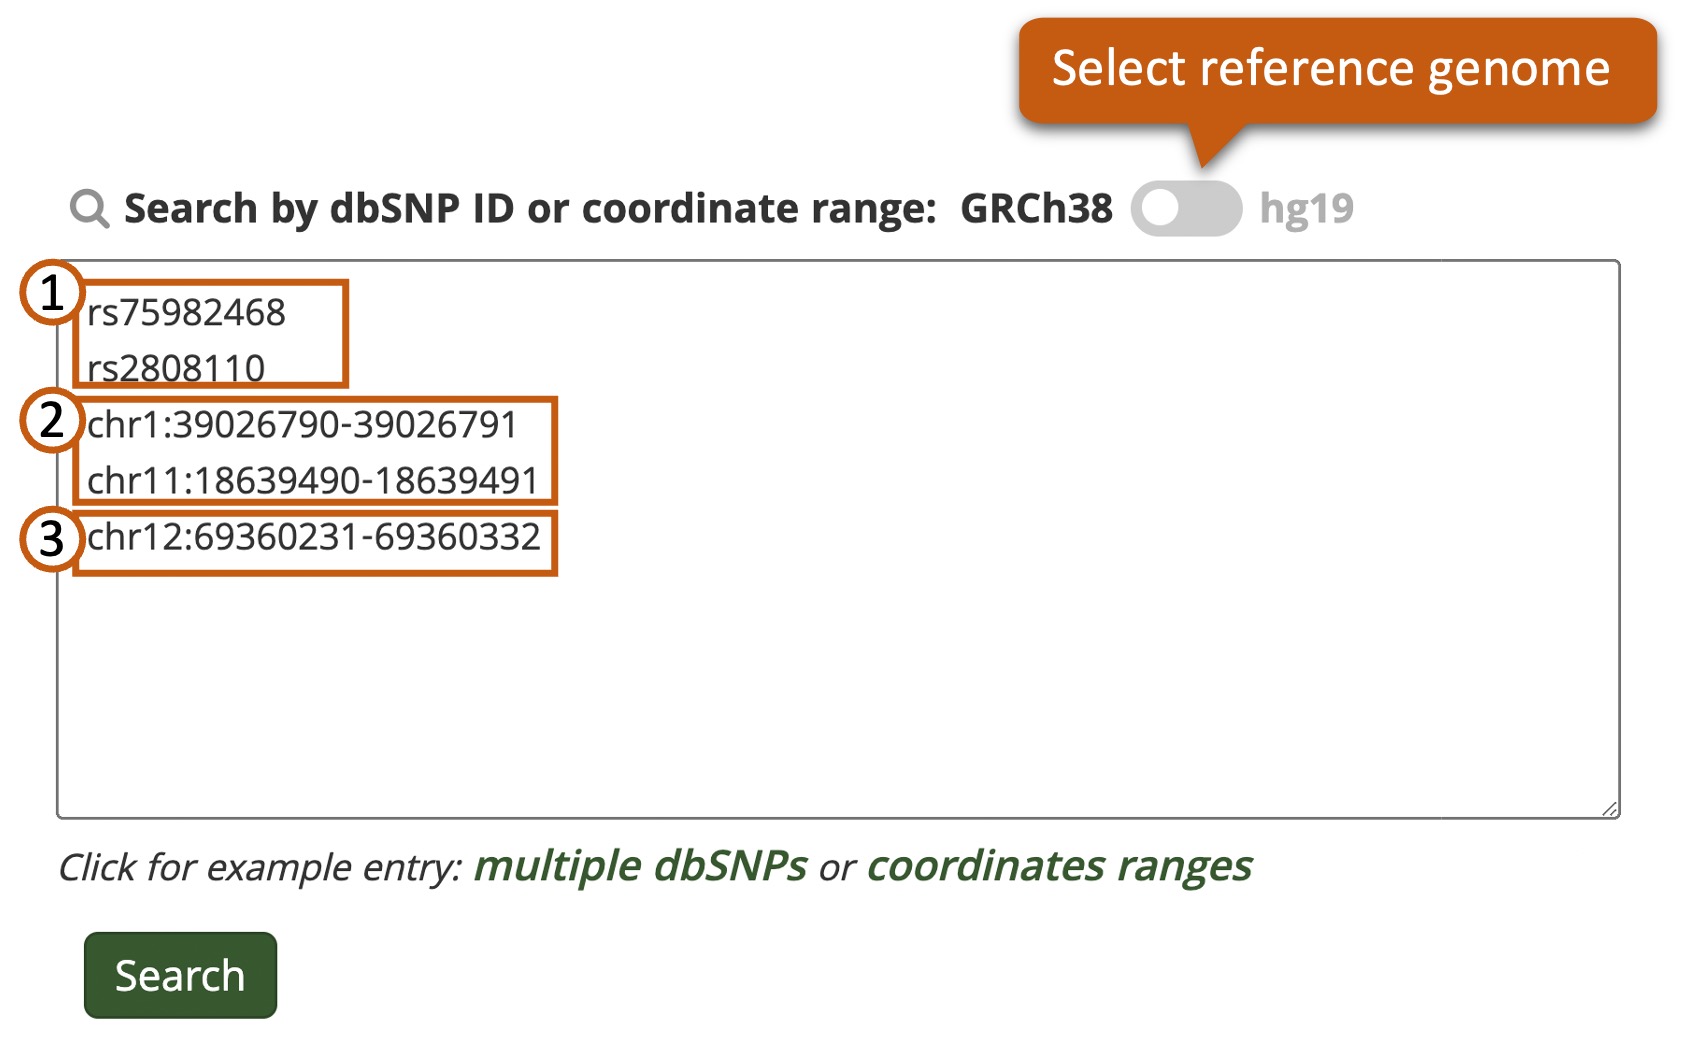 Select reference genome
Search by dbSNP ID or coordinate range: GRCh38 hg19
1
rs75982468
rs2808110
2
chr1:39026790-39026791
chr11:18639490-18639491
3
chr12:69360231-69360332
Click for example entry: multiple dbSNPs or coordinates ranges
Search